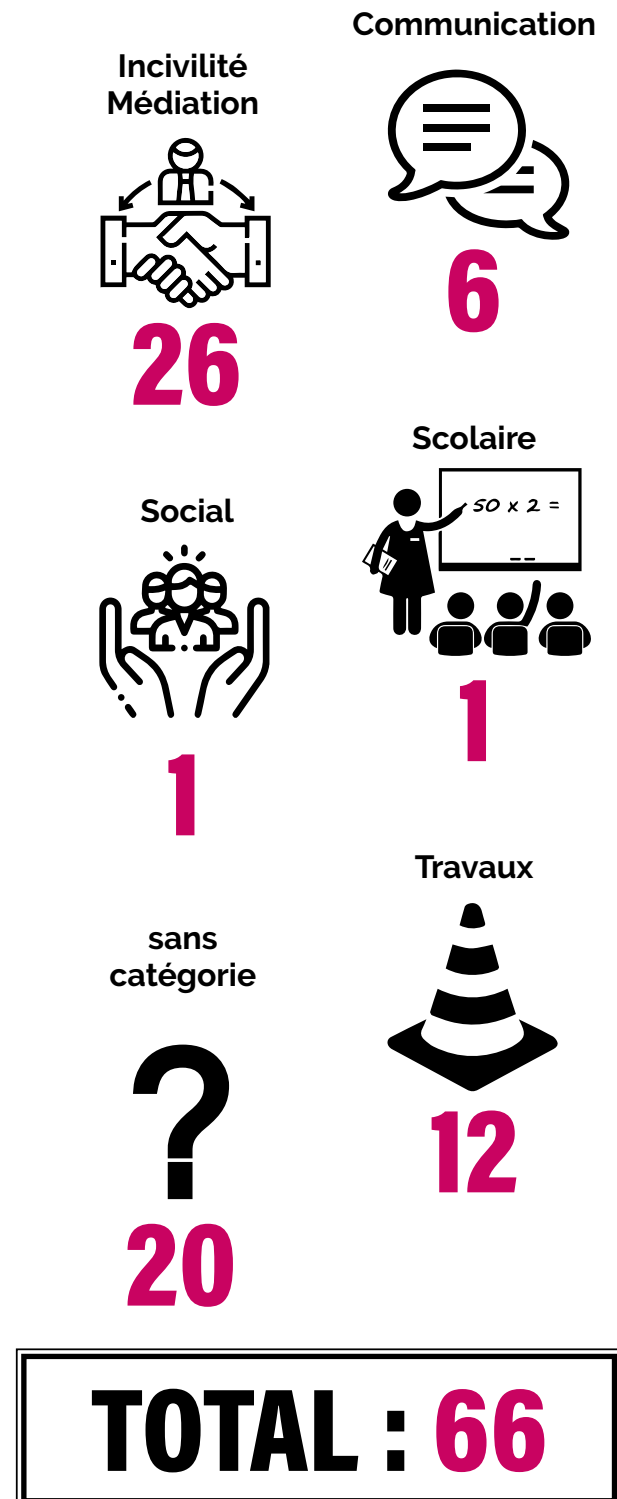 Communication
6
Incivilité
Médiation
26
Scolaire
50 x 2 =
1
Social
1
Travaux
12
sans
catégorie
?
20
TOTAL : 66